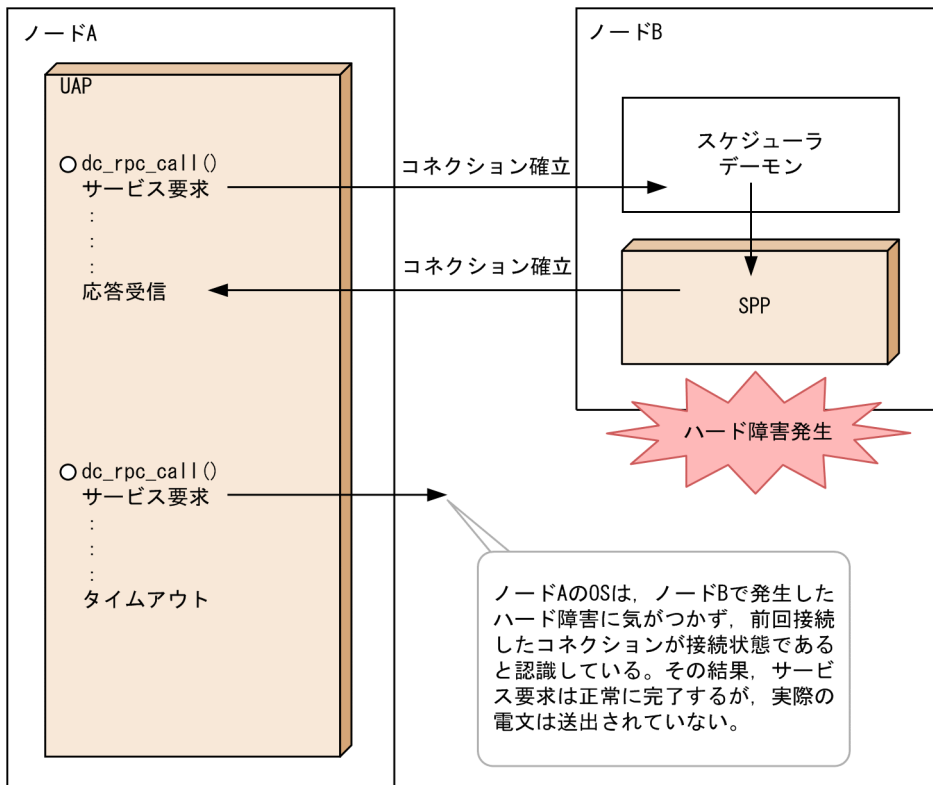 ノードA
UAP
dc_rpc_call()
サービス要求
:
:
:
応答受信
dc_rpc_call()
サービス要求
:
:
:
タイムアウト
コネクション確立
コネクション確立
ノードB
スケジューラ
デーモン
SPP
ハード障害発生
ノードAのOSは，ノードBで発生した
ハード障害に気がつかず，前回接続
したコネクションが接続状態である
と認識している。その結果，サービ
ス要求は正常に完了するが，実際の
電文は送出されていない。